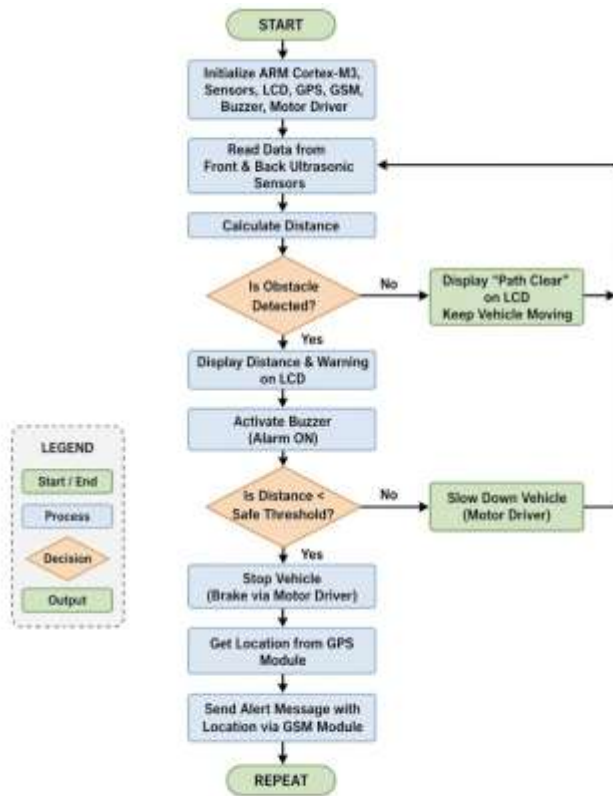 START
Initialize ARM Cortex-M3,
Sensors, LCD, GPS, GSM,
Buzzer, Motor Driver
Read Data from
Front & Back Ultrasonic
Sensors
Calculate Distance
Is Obstacle
Detected?
No
Display "Path Clear"
on LCD
Keep Vehicle Moving
Yes
Display Distance & Warning
on LCD
Activate Buzzer
(Alarm ON)
Is Distance <
Safe Threshold?
No
Slow Down Vehicle
(Motor Driver)
Yes
Stop Vehicle
(Brake via Motor Driver)
Get Location from GPS
Module
Send Alert Message with
Location via GSM Module
REPEAT
LEGEND
Start / End
Process
Decision
Output